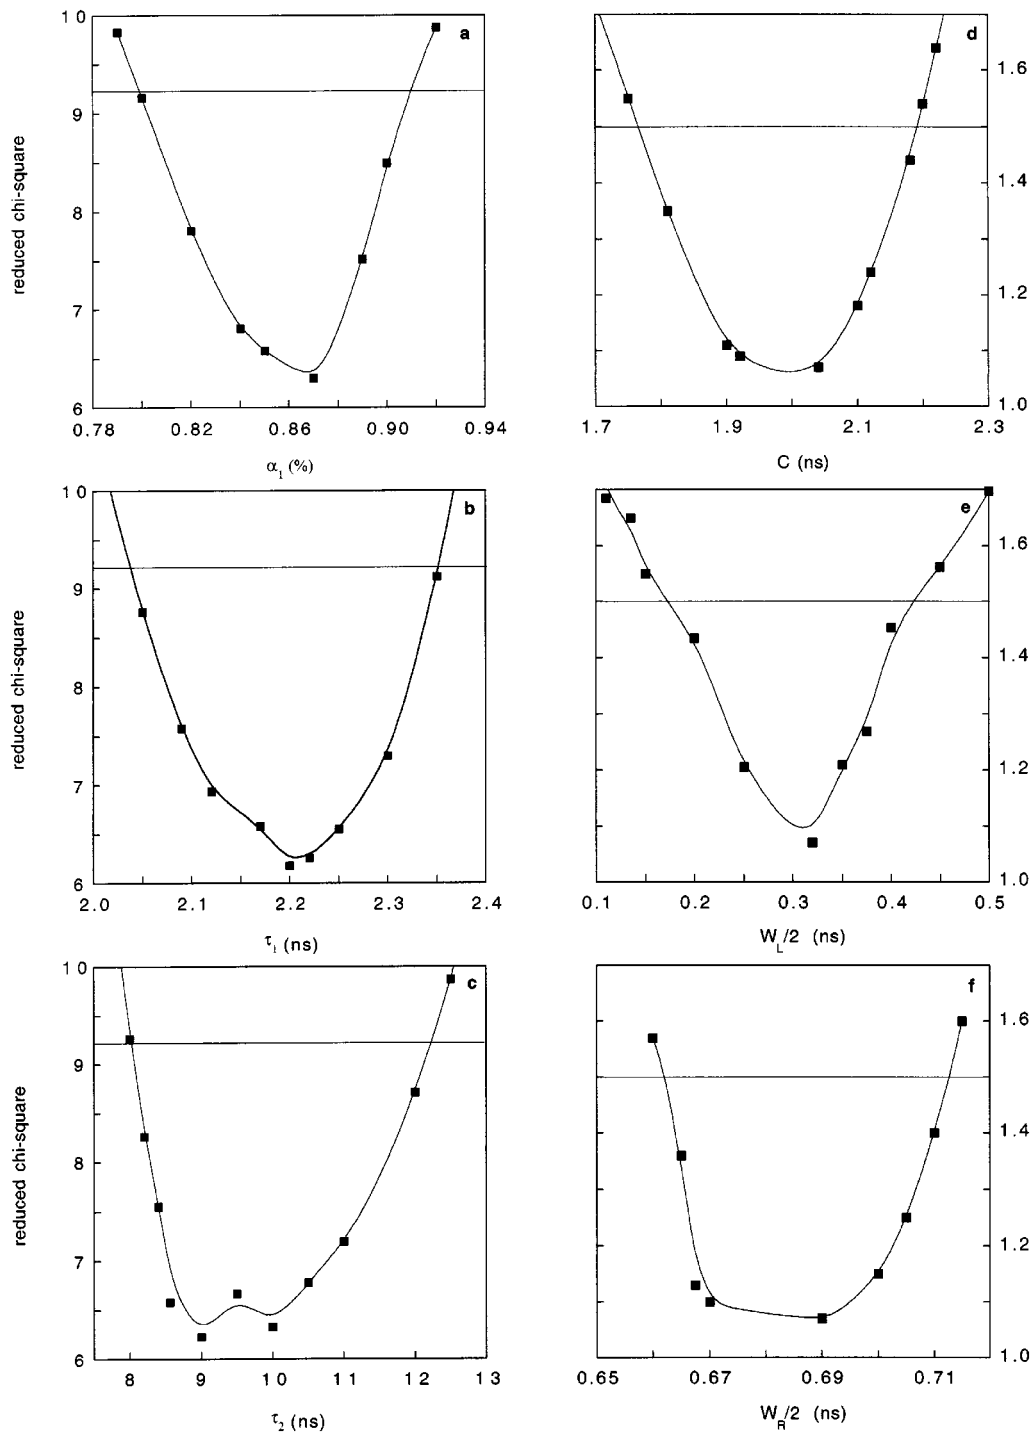 10
9
8
7
6
reduced chi-square
a
0.78 0.82 0.86 0.90 0.94
α₁ (%)
d
1.6
1.4
1.2
1.0
1.7 1.9 2.1 2.3
C (ns)
10
9
8
7
6
reduced chi-square
b
2.0 2.1 2.2 2.3 2.4
τ₁ (ns)
e
1.6
1.4
1.2
1.0
0.1 0.2 0.3 0.4 0.5
W_L/2 (ns)
10
9
8
7
6
reduced chi-square
c
8 9 10 11 12 13
τ₂ (ns)
f
1.6
1.4
1.2
1.0
0.65 0.67 0.69 0.71
W_R/2 (ns)